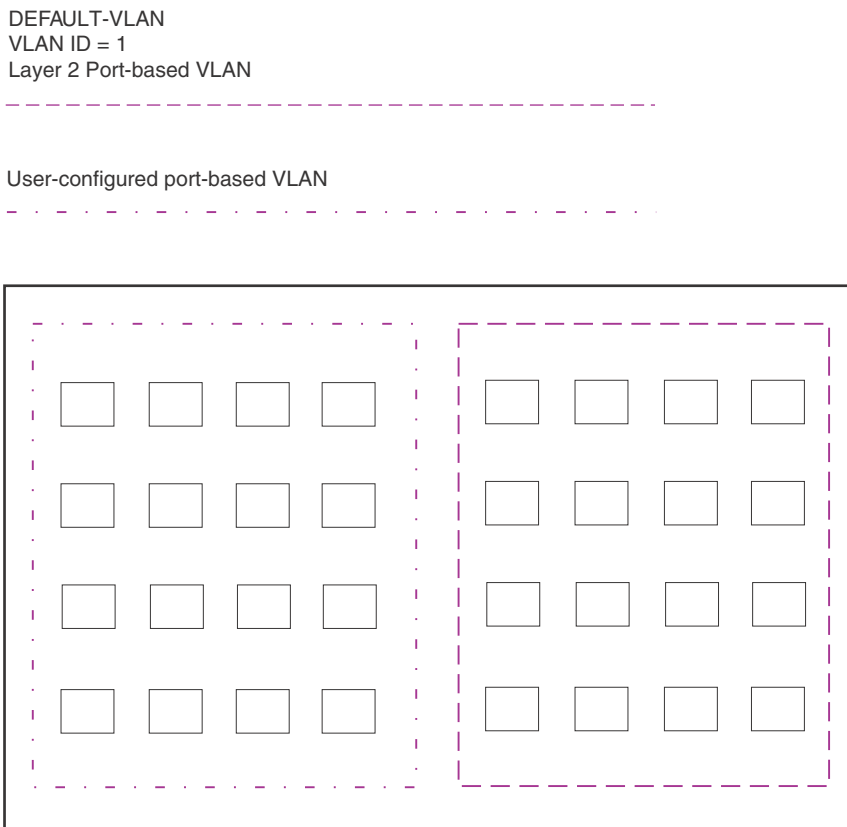 DEFAULT-VLAN
VLAN ID = 1
Layer 2 Port-based VLAN
User-configured port-based VLAN